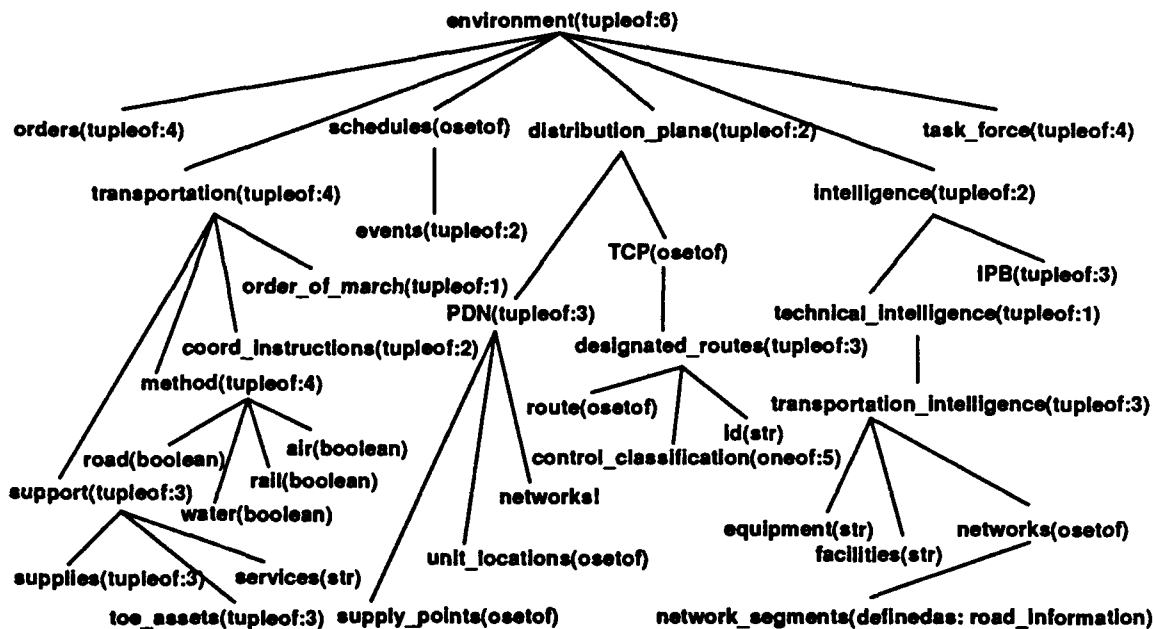 environment(tupleof:6)
orders(tupleof:4)
schedules(osetof)
distribution_plans(tupleof:2)
task_force(tupleof:4)
transportation(tupleof:4)
intelligence(tupleof:2)
events(tupleof:2)
TCP(osetof)
IPB(tupleof:3)
order_of_march(tupleof:1)
PDN(tupleof:3)
technical_intelligence(tupleof:1)
coord_instructions(tupleof:2)
designated_routes(tupleof:3)
method(tupleof:4)
route(osetof)
transportation_intelligence(tupleof:3)
id(str)
air(boolean)
road(boolean)
control_classification(oneof:5)
rail(boolean)
support(tupleof:3)
networks!
water(boolean)
equipment(str)
networks(osetof)
facilities(str)
unit_locations(osetof)
supplies(tupleof:3)
services(str)
toe_assets(tupleof:3)
supply_points(osetof)
network_segments(definedas: road_information)